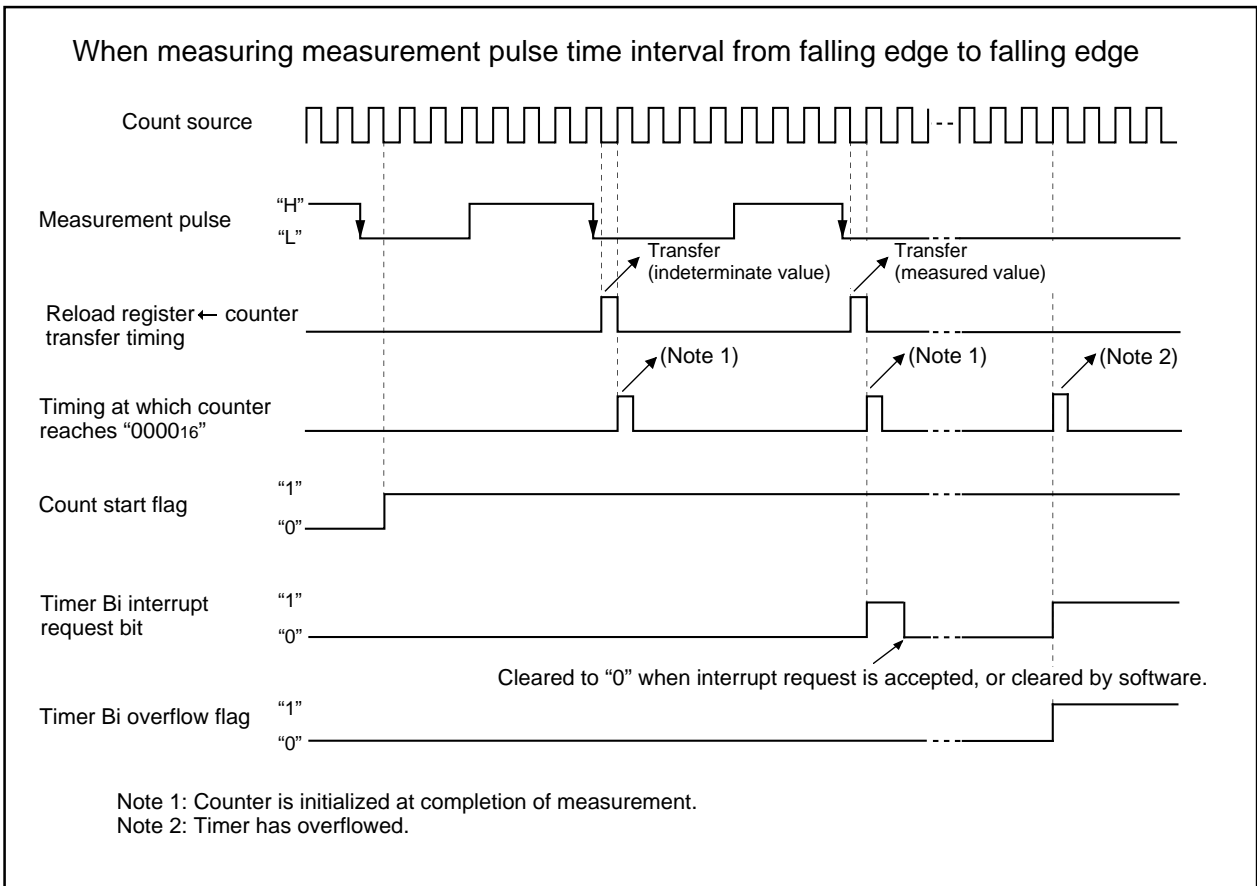 When measuring measurement pulse time interval from falling edge to falling edge
Count source
Measurement pulse
“H”
“L”
Transfer
(indeterminate value)
Transfer
(measured value)
Reload register ← counter
transfer timing
(Note 1)
(Note 1)
(Note 2)
Timing at which counter
reaches “000016”
Count start flag
“1”
“0”
Timer Bi interrupt
request bit
“1”
“0”
Cleared to “0” when interrupt request is accepted, or cleared by software.
Timer Bi overflow flag
“1”
“0”
Note 1: Counter is initialized at completion of measurement.
Note 2: Timer has overflowed.